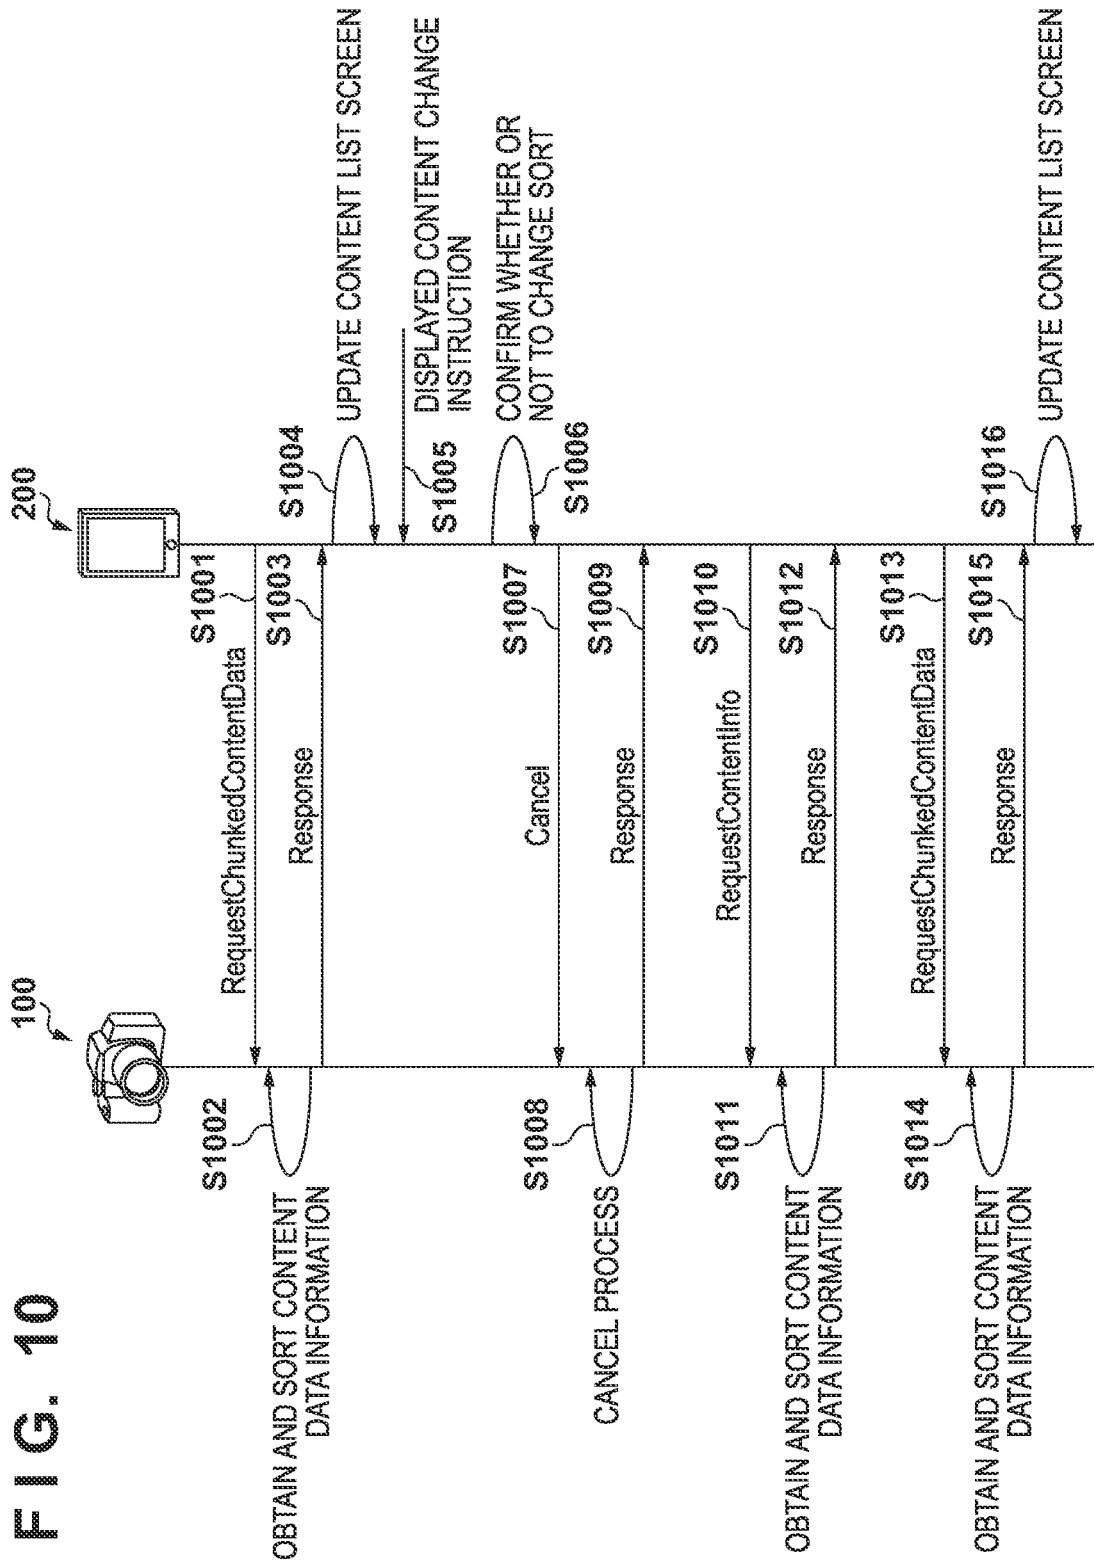 FIG. 10
100
200
S1001
RequestChunkedContentData
S1002
OBTAIN AND SORT CONTENT
DATA INFORMATION
S1003
Response
S1004
UPDATE CONTENT LIST SCREEN
S1005
DISPLAYED CONTENT CHANGE
INSTRUCTION
S1006
CONFIRM WHETHER OR
NOT TO CHANGE SORT
S1007
Cancel
S1008
CANCEL PROCESS
S1009
Response
S1010
RequestContentInfo
S1011
OBTAIN AND SORT CONTENT
DATA INFORMATION
S1012
Response
S1013
RequestChunkedContentData
S1014
OBTAIN AND SORT CONTENT
DATA INFORMATION
S1015
Response
S1016
UPDATE CONTENT LIST SCREEN